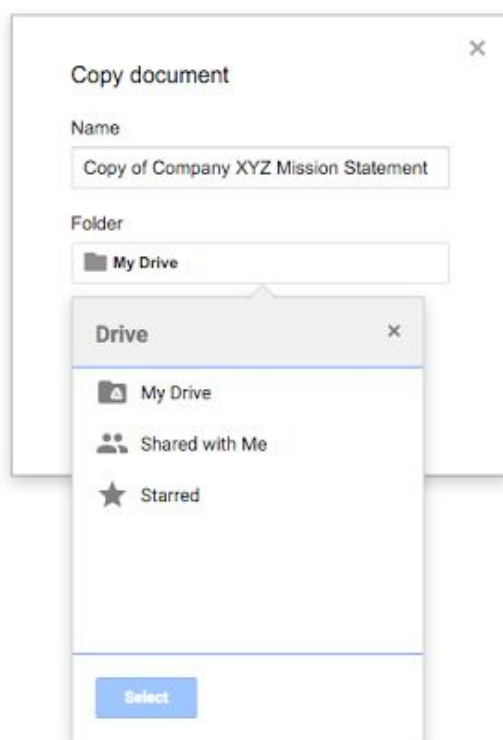 Copy document
Name
Copy of Company XYZ Mission Statement
Folder
My Drive
Drive
My Drive
Shared with Me
Starred
Select